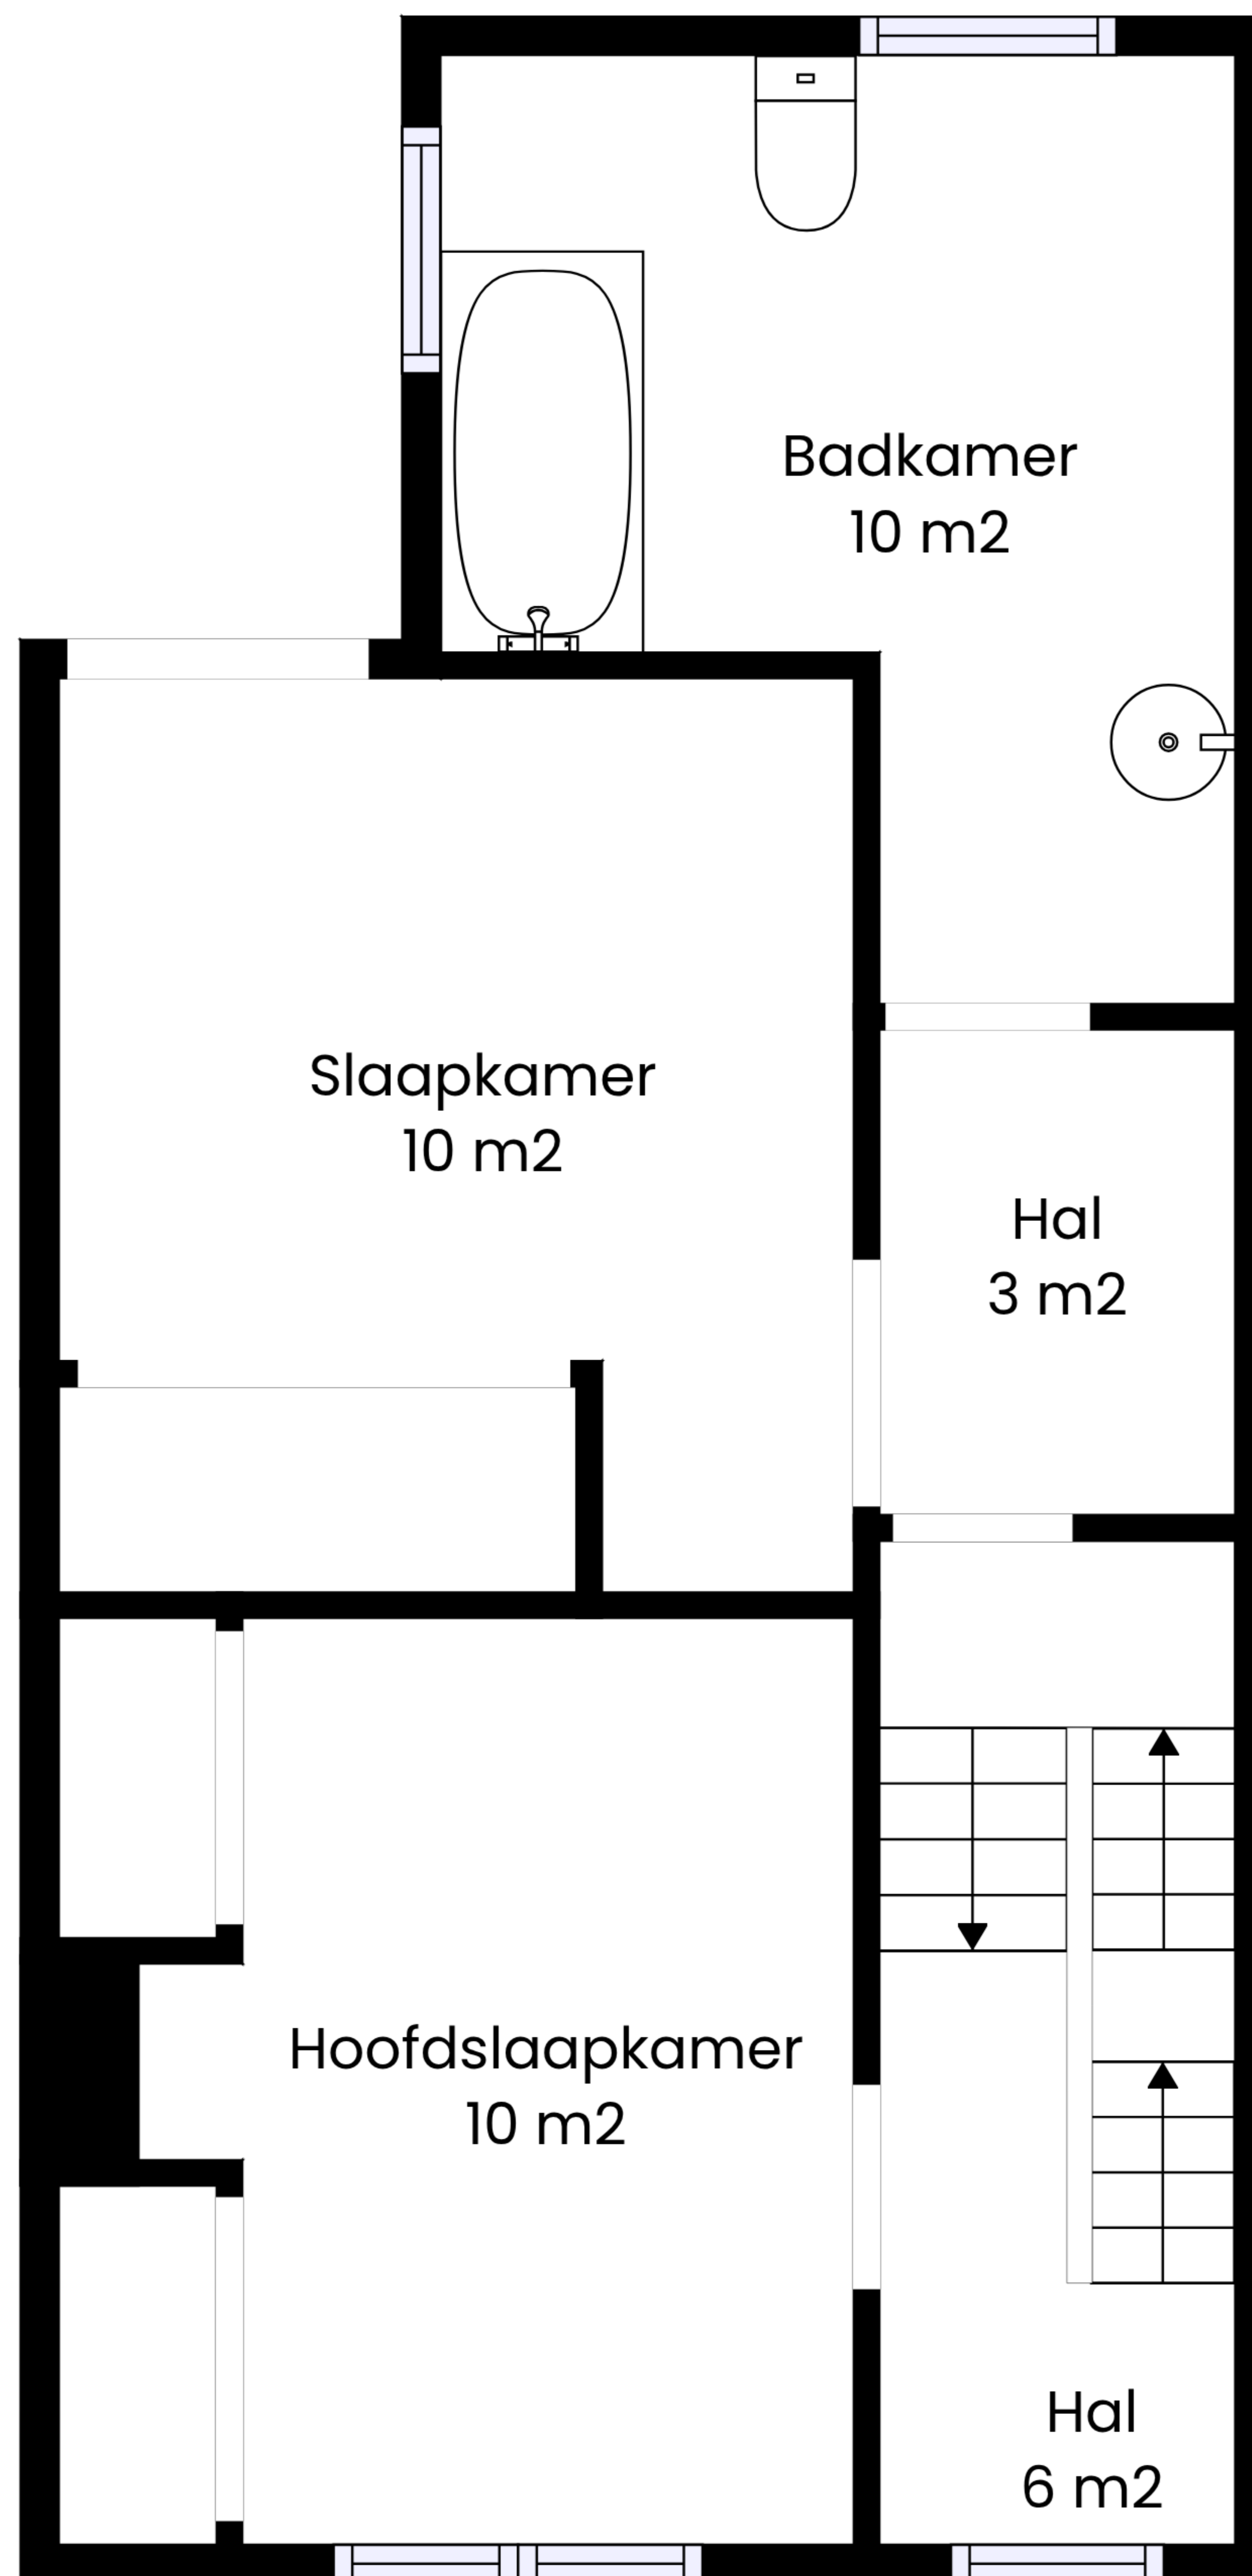 Badkamer
10 m2
Slaapkamer
10 m2
Hal
3 m2
Hoofdslaapkamer
10 m2
Hal
6 m2